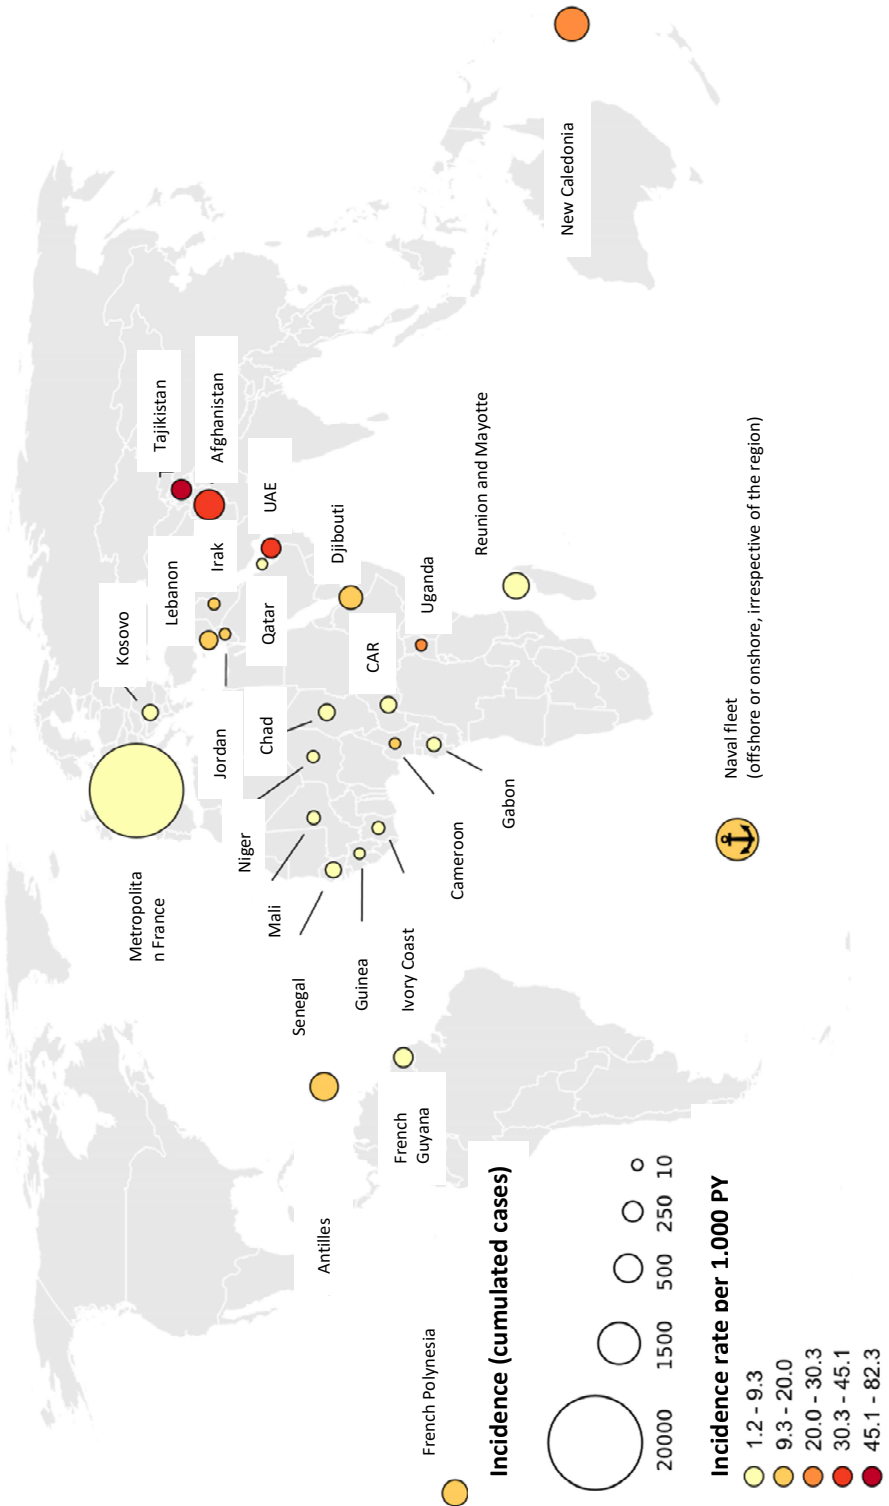 Kosovo
Lebanon
Irak
Tajikistan
Afghanistan
UAE
Qatar
Jordan
Djibouti
Uganda
CAR
Chad
Niger
Mali
Senegal
Guinea
Ivory Coast
Cameroon
Gabon
Reunion and Mayotte
New Caledonia
Metropolita
n France
French
Guyana
Antilles
French Polynesia
Naval fleet
(offshore or onshore, irrespective of the region)
Incidence (cumulated cases)
20000 1500 500 250 10
Incidence rate per 1.000 PY
1.2 - 9.3
9.3 - 20.0
20.0 - 30.3
30.3 - 45.1
45.1 - 82.3